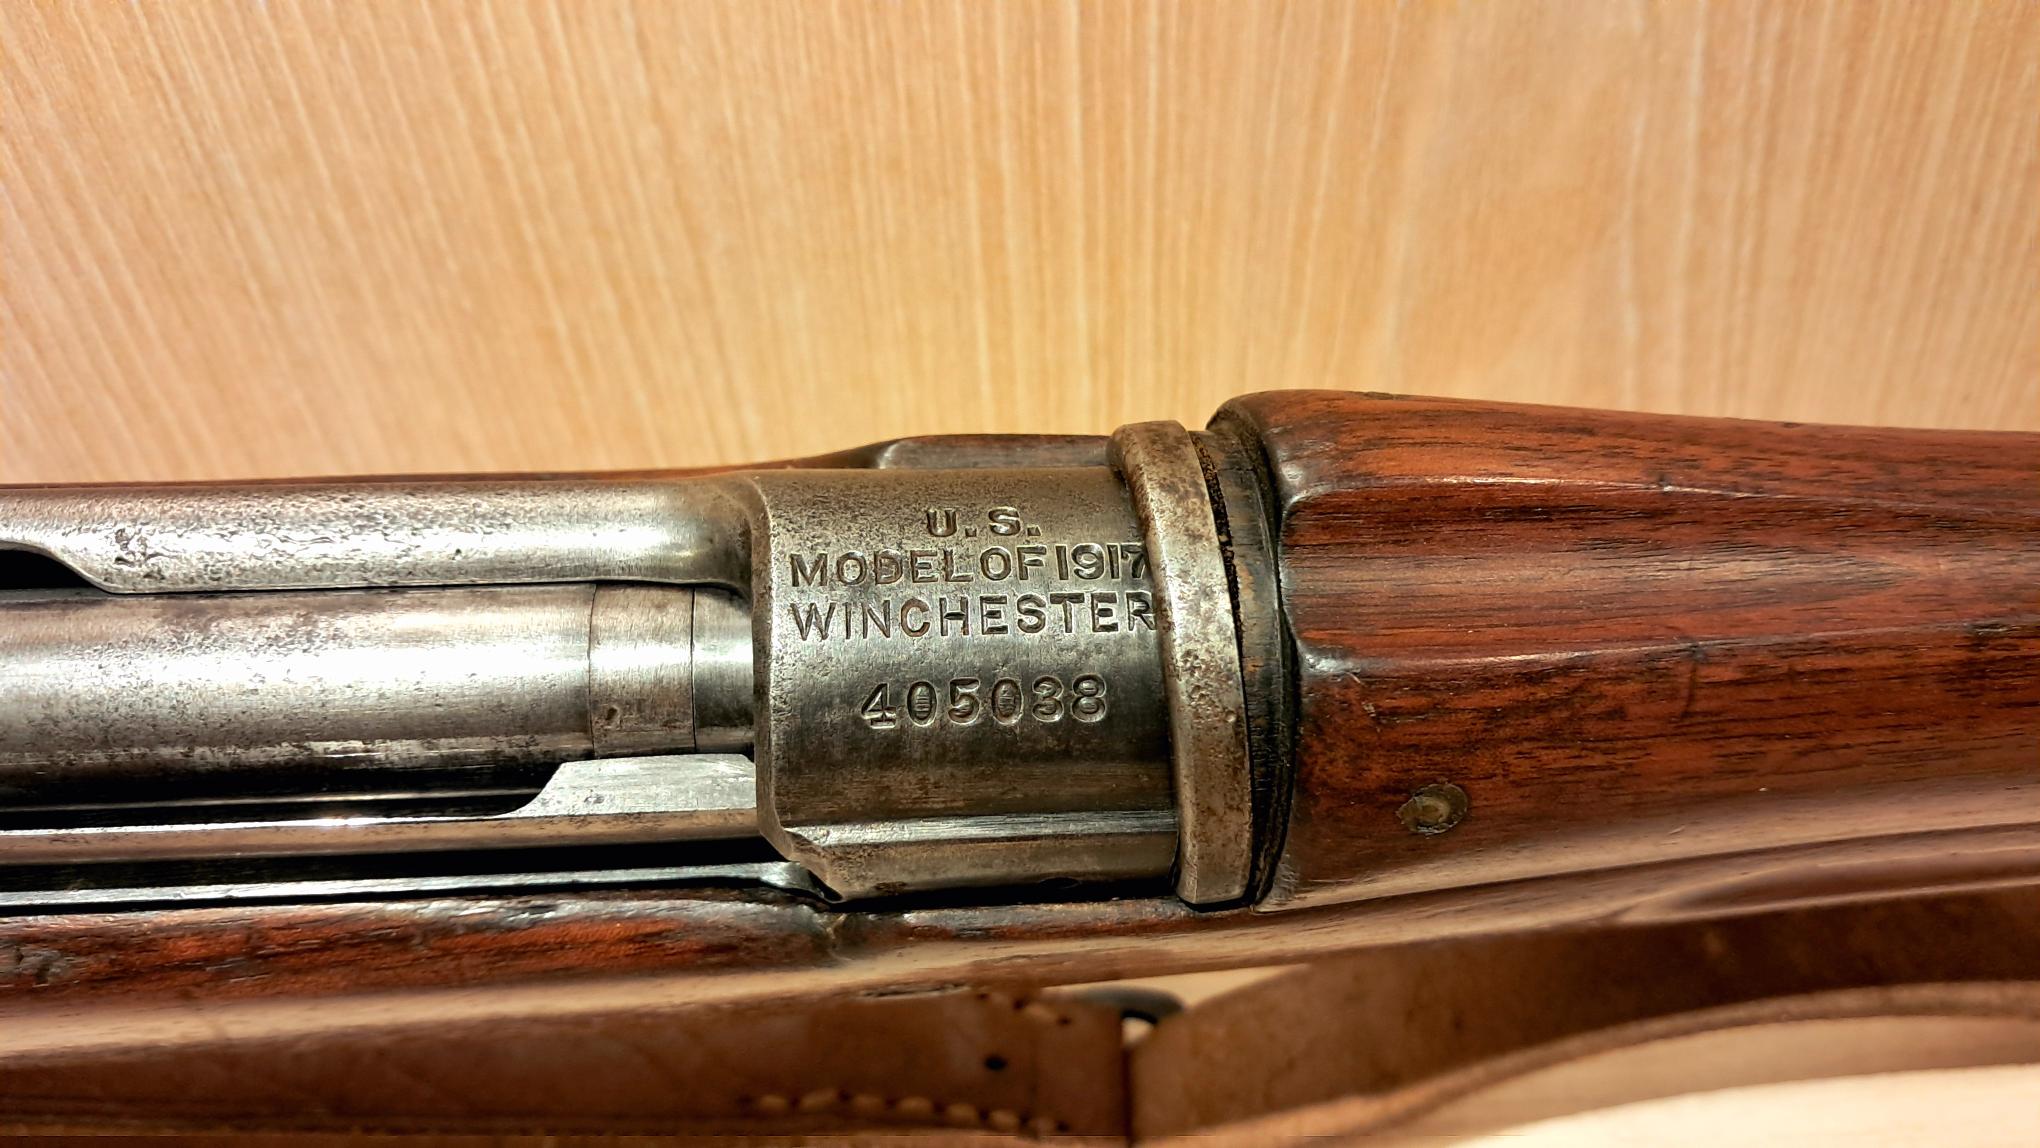 U.S.
MODEL OF 1917
WINCHESTER
405038